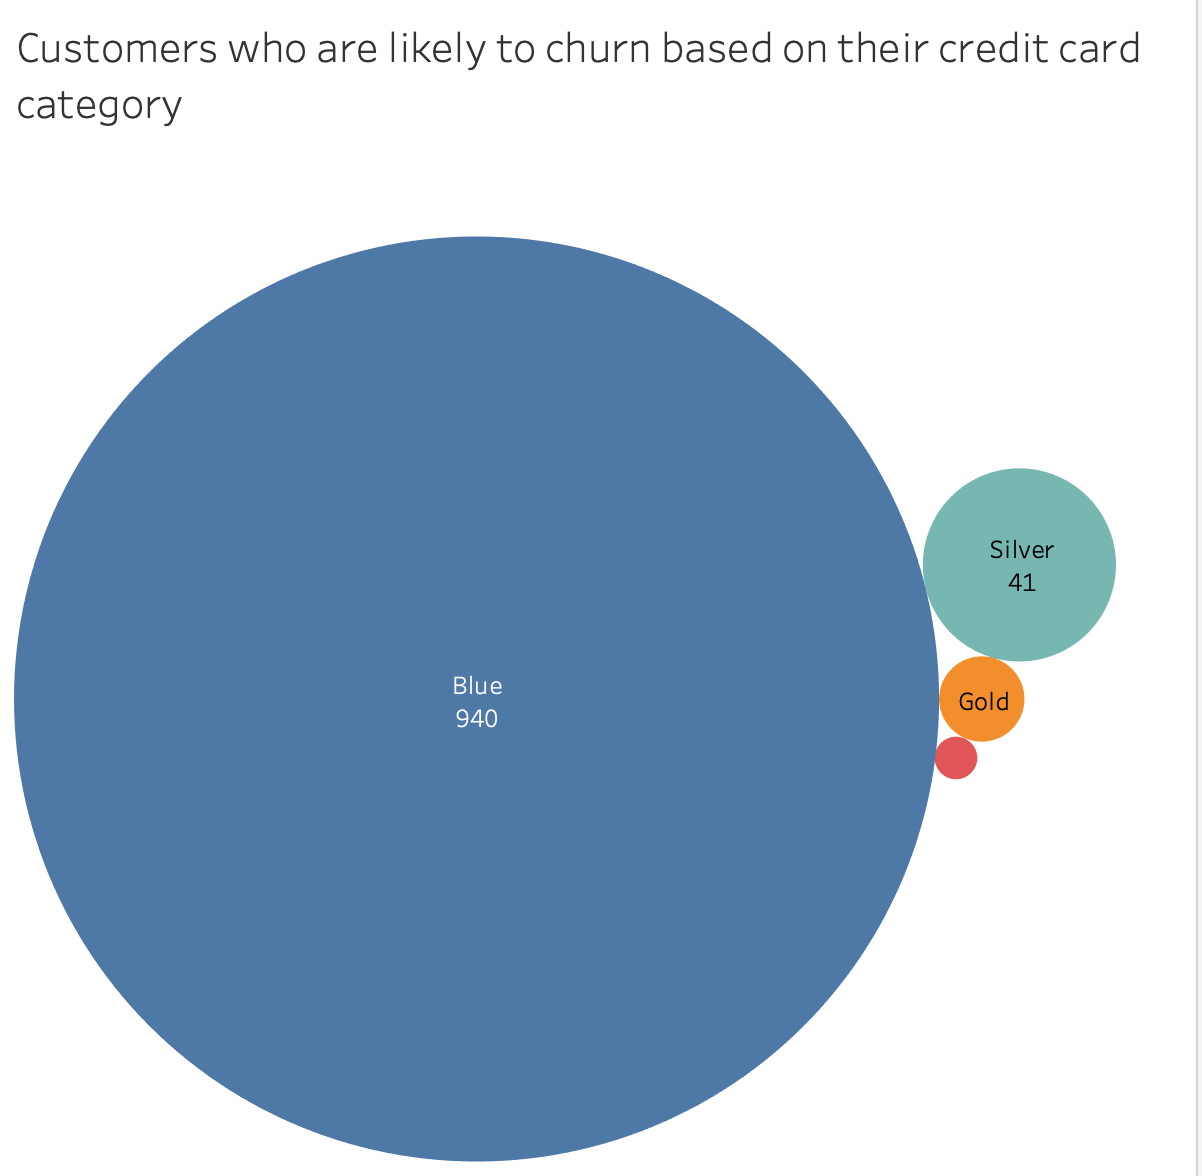 Customers who are likely to churn based on their credit card
category
Blue
940
Silver
41
Gold